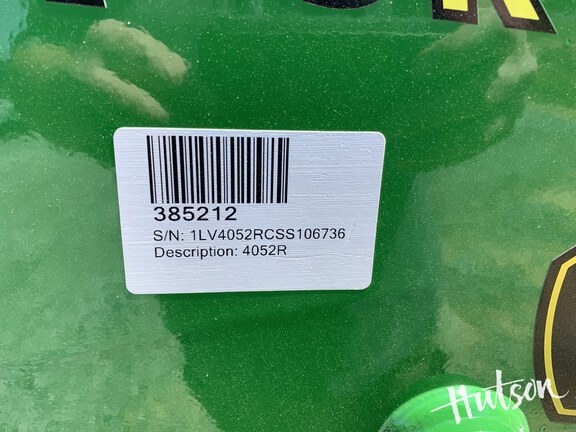 385212
S/N: 1LV4052RCSS106736
Description: 4052R
Hutson